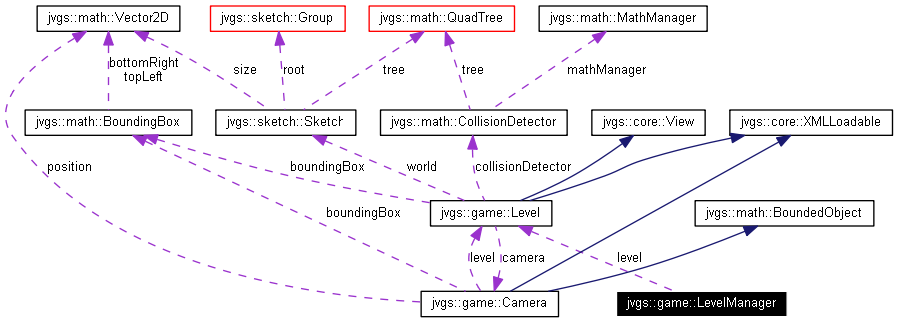 jvgs::math::Vector2D
jvgs::sketch::Group
jvgs::math::QuadTree
jvgs::math::MathManager
bottomRight
topLeft
size
root
tree
tree
mathManager
jvgs::math::BoundingBox
jvgs::sketch::Sketch
jvgs::math::CollisionDetector
jvgs::core::View
jvgs::core::XMLLoadable
position
boundingBox
world
collisionDetector
boundingBox
jvgs::game::Level
jvgs::math::BoundedObject
level
camera
level
jvgs::game::Camera
jvgs::game::LevelManager